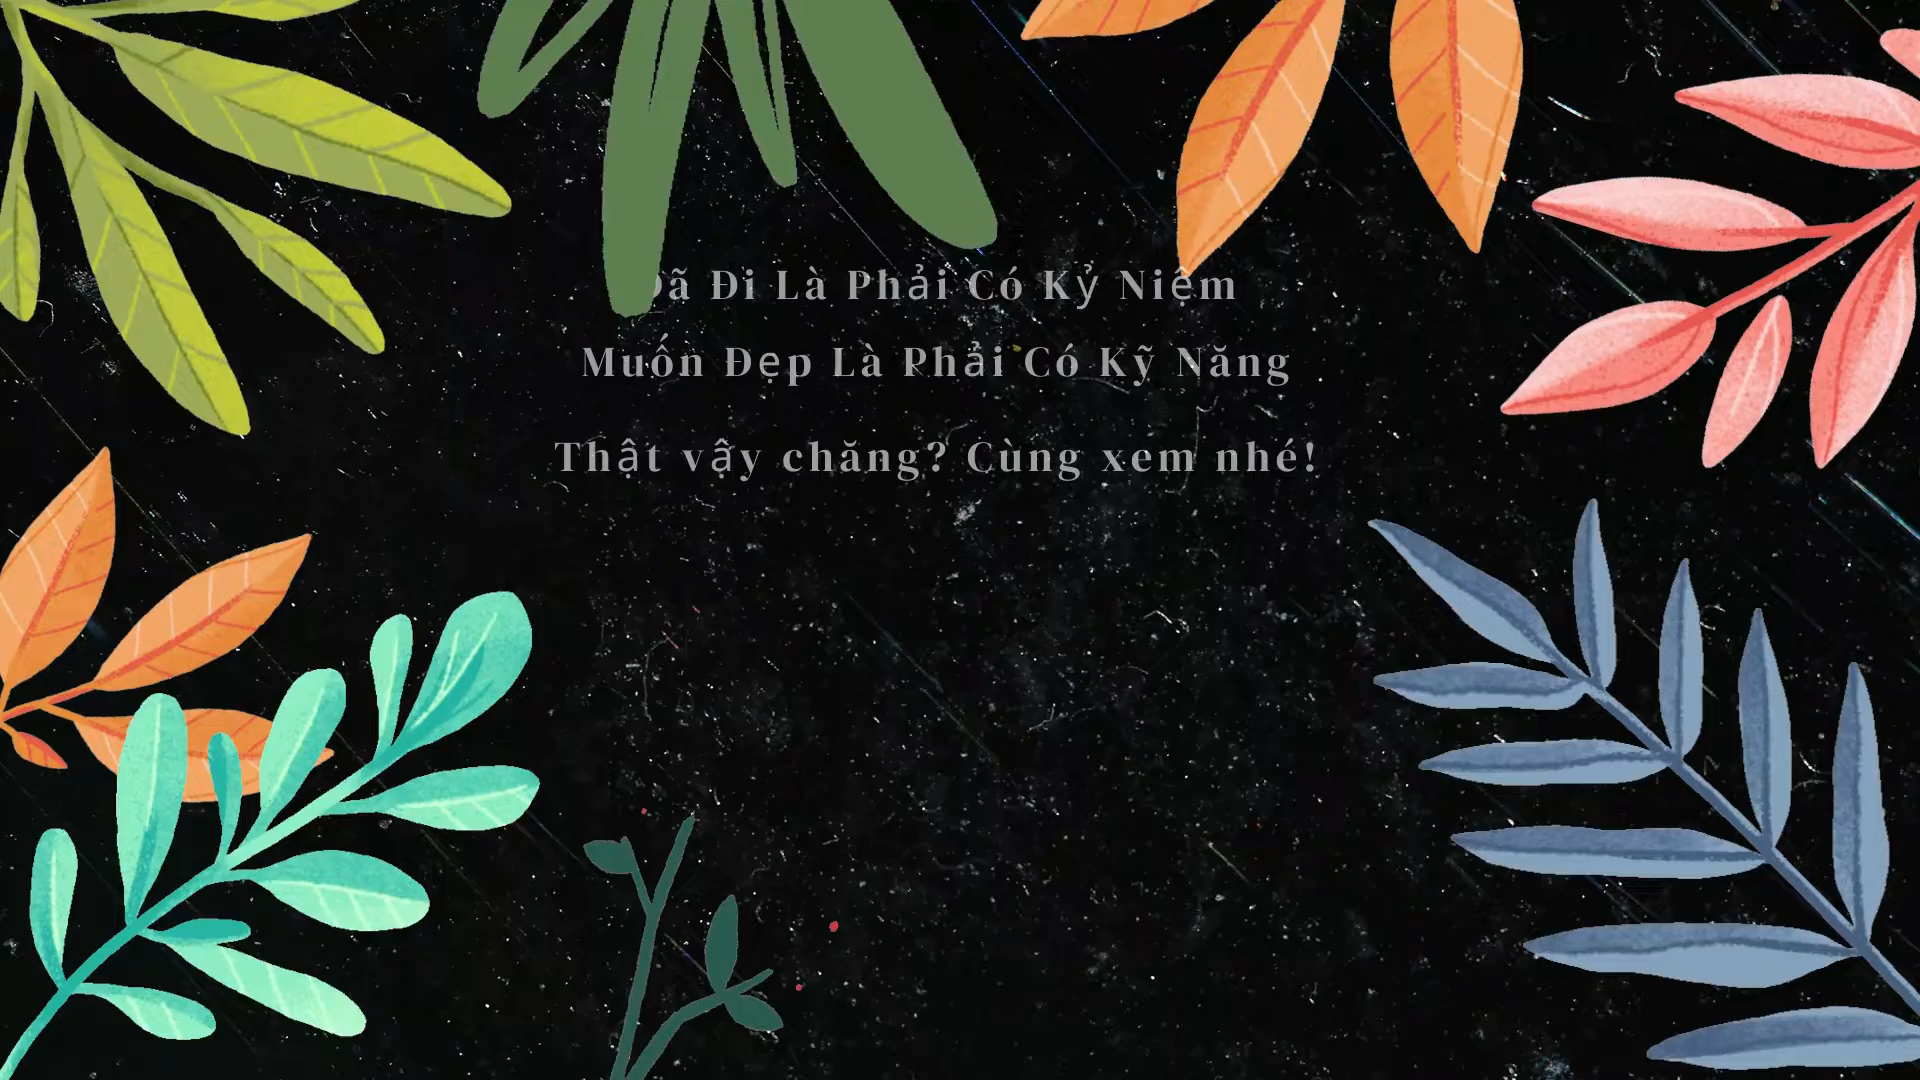 Đã Đi Là Phải Có Kỷ Niệm
Muốn Đẹp Là Phải Có Kỹ Năng
Thật vậy chăng? Cùng xem nhé!